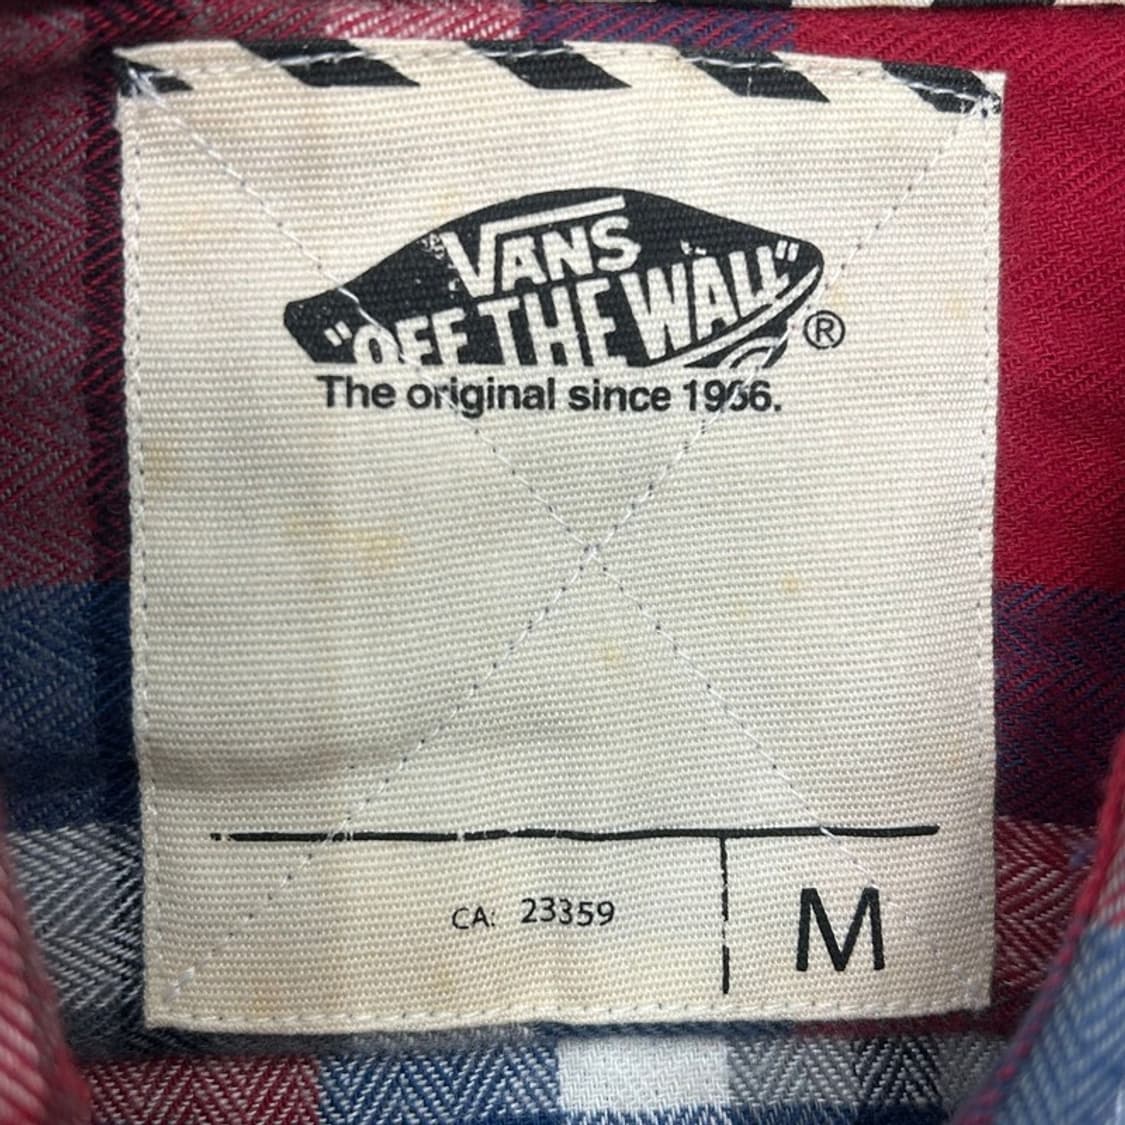 VANS
"OFF THE WALL"
®
The original since 1966.
CA: 23359
M